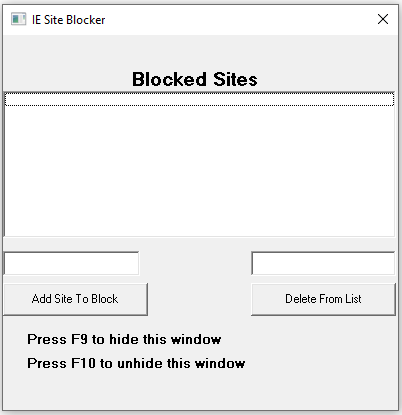 IE Site Blocker
Blocked Sites
Add Site To Block
Delete From List
Press F9 to hide this window
Press F10 to unhide this window